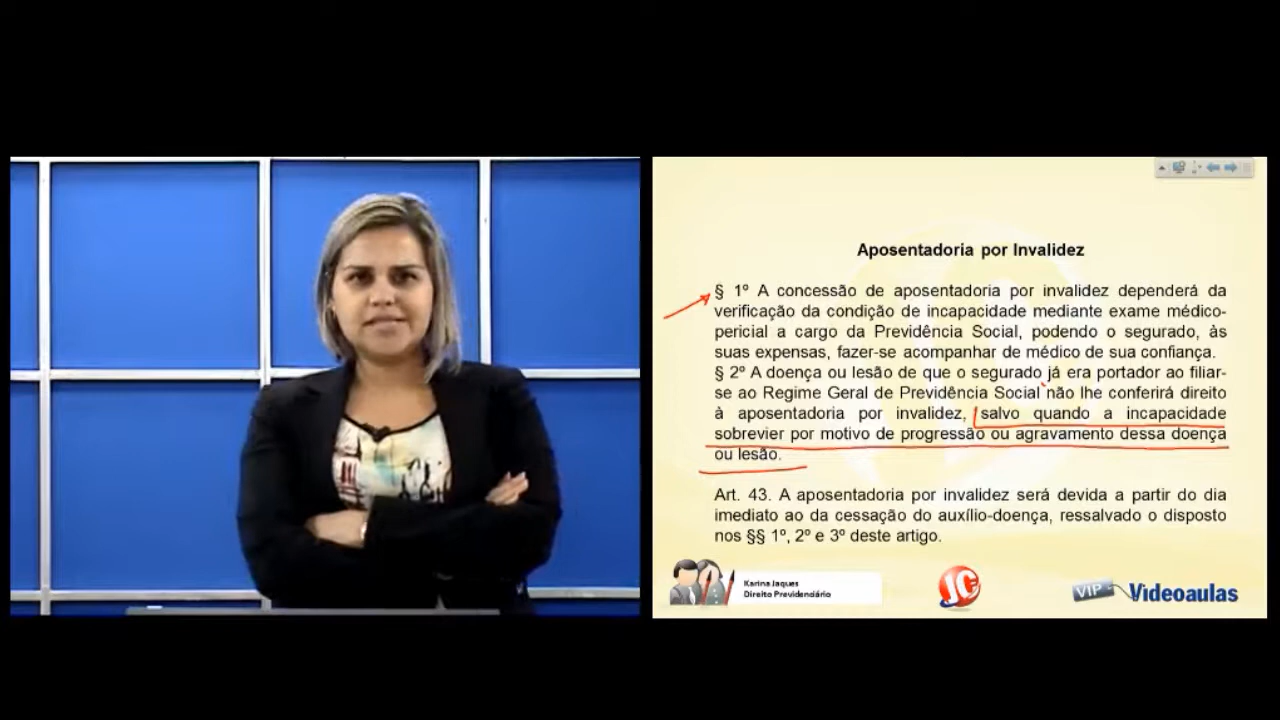 Aposentadoria por Invalidez
§ 1º A concessão de aposentadoria por invalidez dependerá da
verificação da condição de incapacidade mediante exame médico-
pericial a cargo da Previdência Social, podendo o segurado, às
suas expensas, fazer-se acompanhar de médico de sua confiança.
§ 2º A doença ou lesão de que o segurado já era portador ao filiar-
se ao Regime Geral de Previdência Social não lhe conferirá direito
à aposentadoria por invalidez, salvo quando a incapacidade
sobrevier por motivo de progressão ou agravamento dessa doença
ou lesão.
Art. 43. A aposentadoria por invalidez será devida a partir do dia
imediato ao da cessação do auxílio-doença, ressalvado o disposto
nos §§ 1º, 2º e 3º deste artigo.
Karina Jaques
Direito Previdenciário
JC
VIP Videoaulas